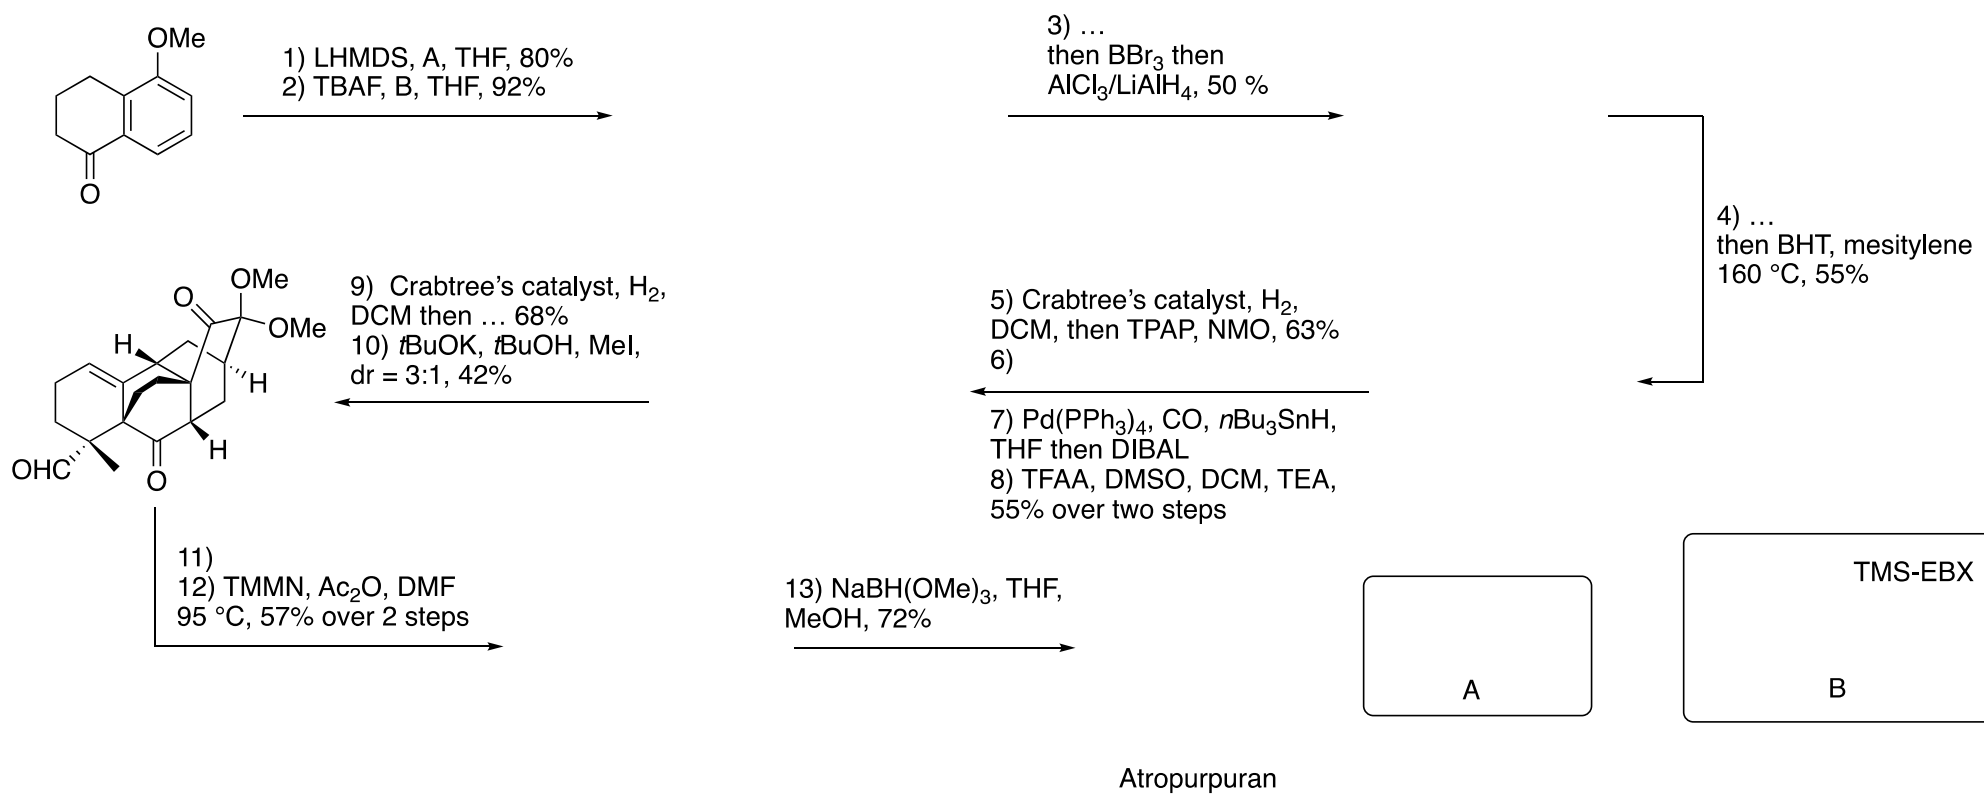 OMe
O
1) LHMDS, A, THF, 80%
2) TBAF, B, THF, 92%
3) …
then BBr₃ then
AlCl₃/LiAlH₄, 50 %
4) …
then BHT, mesitylene
160 °C, 55%
5) Crabtree's catalyst, H₂,
DCM, then TPAP, NMO, 63%
6)
7) Pd(PPh₃)₄, CO, nBu₃SnH,
THF then DIBAL
8) TFAA, DMSO, DCM, TEA,
55% over two steps
9) Crabtree's catalyst, H₂,
DCM then … 68%
10) tBuOK, tBuOH, MeI,
dr = 3:1, 42%
OMe
O
OMe
H
H
H
OHC
O
11)
12) TMMN, Ac₂O, DMF
95 °C, 57% over 2 steps
13) NaBH(OMe)₃, THF,
MeOH, 72%
A
TMS-EBX
B
Atropurpuran